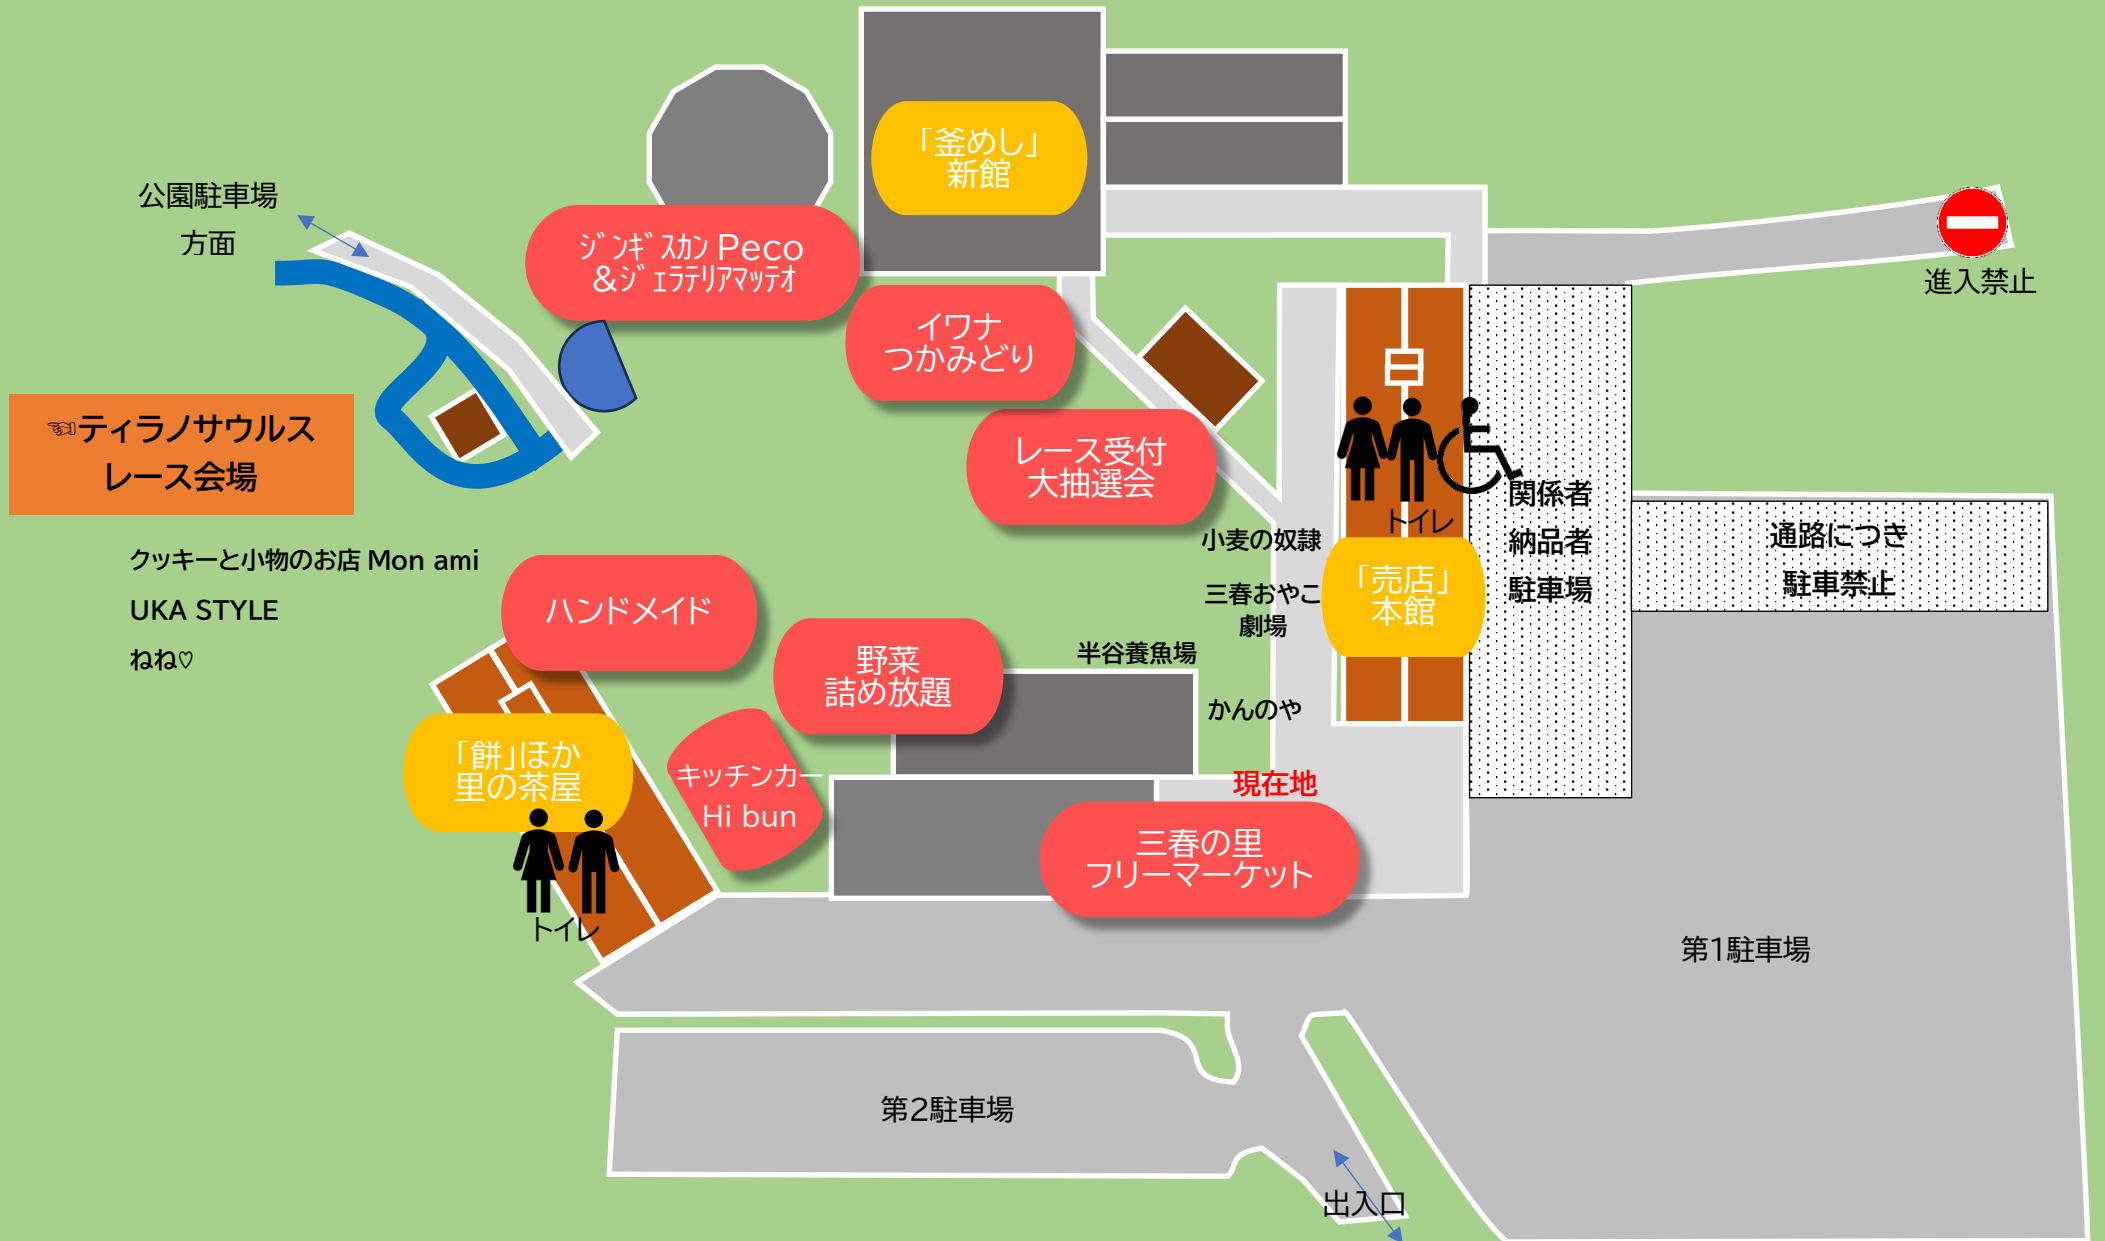 「釜めし」
新館
公園駐車場
方面
ｼﾞﾝｷﾞｽｶﾝ Peco
&ｼﾞｪﾗﾃﾘｱﾏｯﾃｵ
進入禁止
イワナ
つかみどり
☜ティラノサウルス
レース会場
レース受付
大抽選会
トイレ
関係者
納品者
駐車場
通路につき
駐車禁止
小麦の奴隷
三春おやこ
劇場
「売店」
本館
クッキーと小物のお店 Mon ami
UKA STYLE
ねね♡
ハンドメイド
野菜
詰め放題
半谷養魚場
かんのや
「餅」ほか
里の茶屋
キッチンカー
Hi bun
現在地
三春の里
フリーマーケット
トイレ
第1駐車場
第2駐車場
出入口